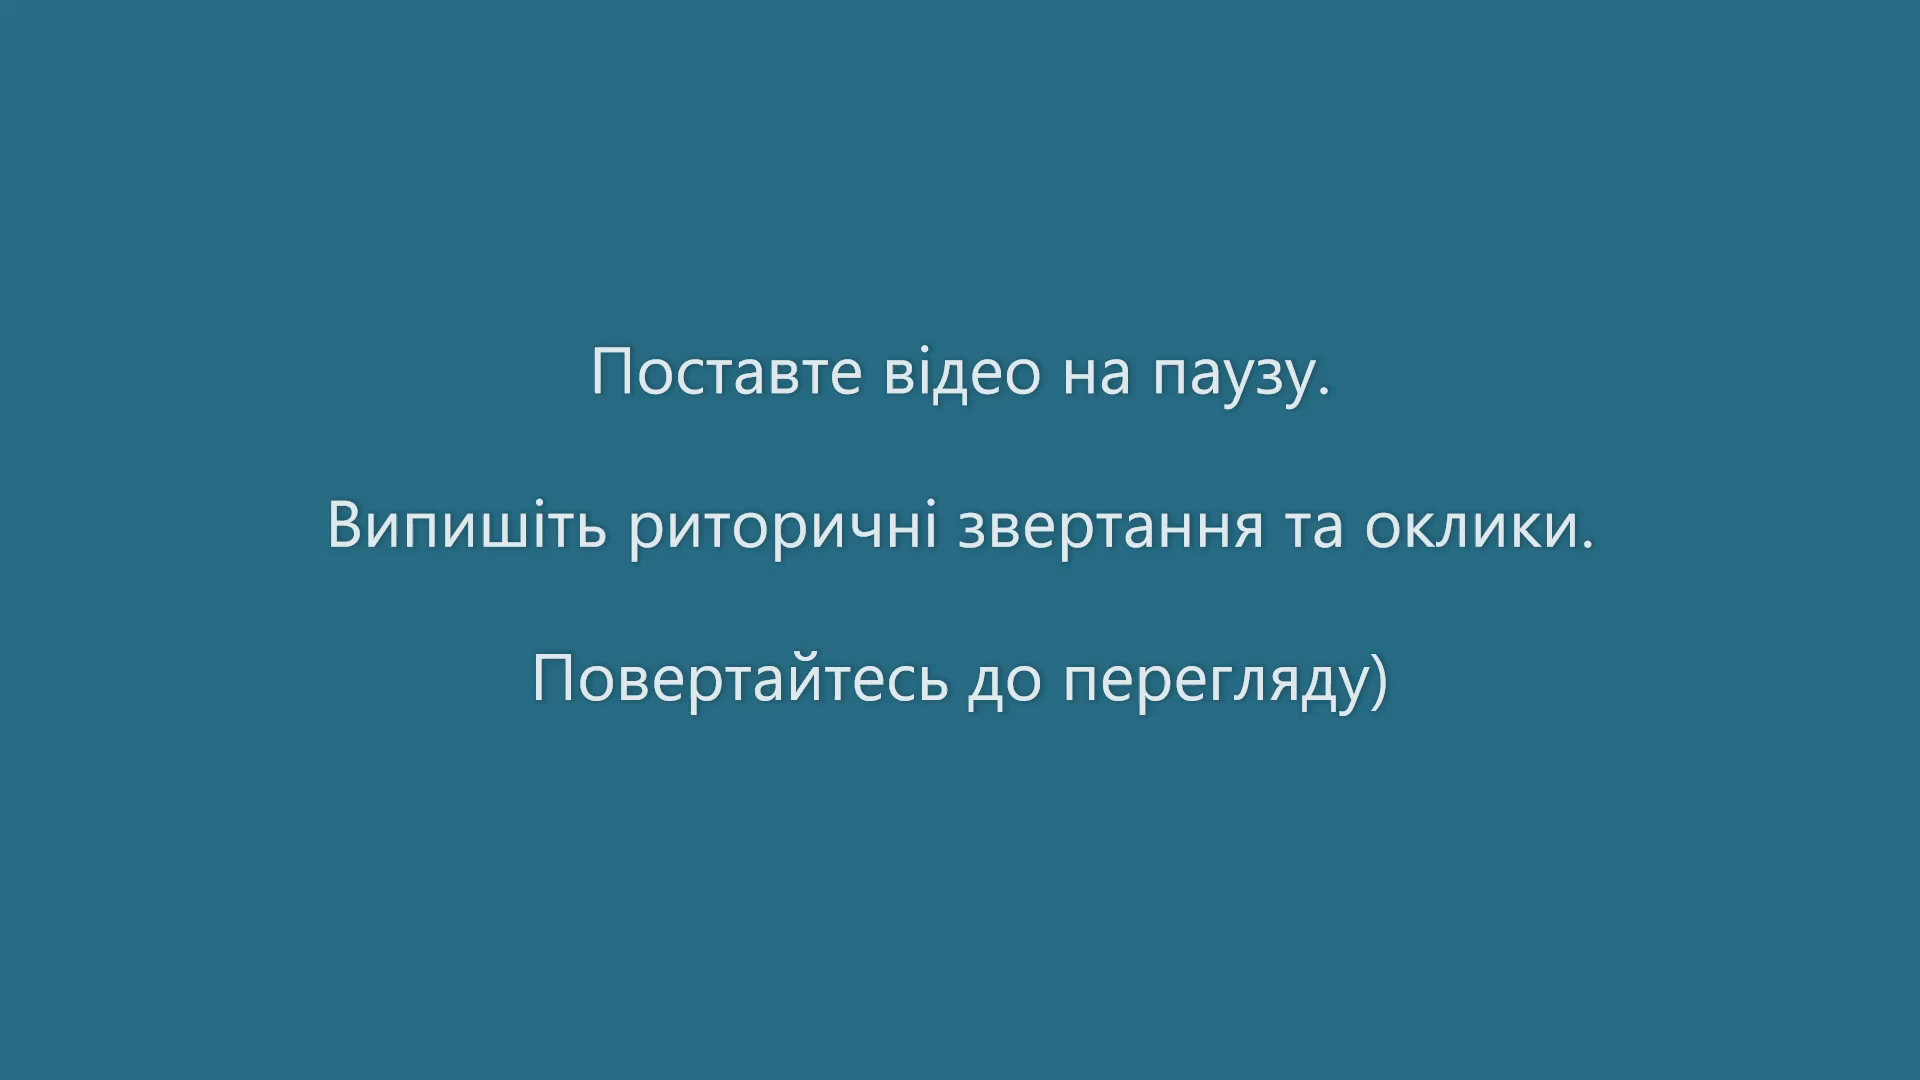 Поставте відео на паузу.
Випишіть риторичні звертання та оклики.
Повертайтесь до перегляду)